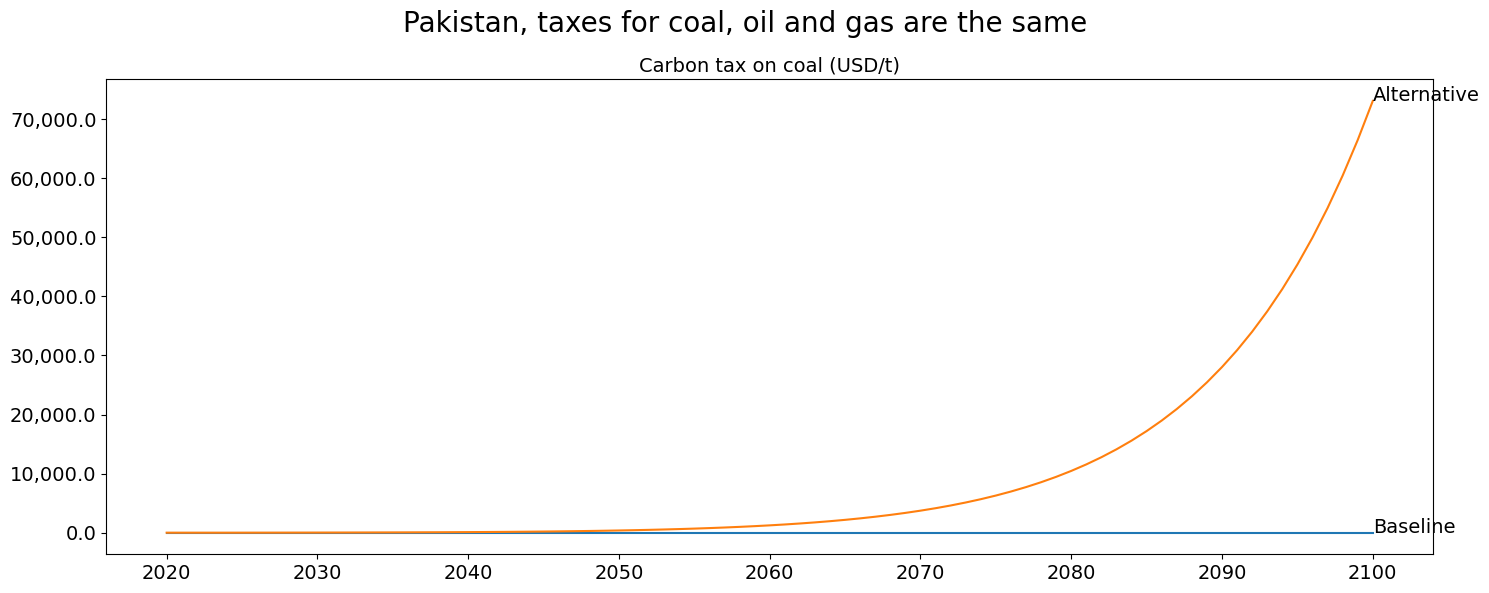 Pakistan, taxes for coal, oil and gas are the same
Carbon tax on coal (USD/t)
Alternative
70,000.0
60,000.0
50,000.0
40,000.0
30,000.0
20,000.0
10,000.0
0.0
Baseline
2020 2030 2040 2050 2060 2070 2080 2090 2100